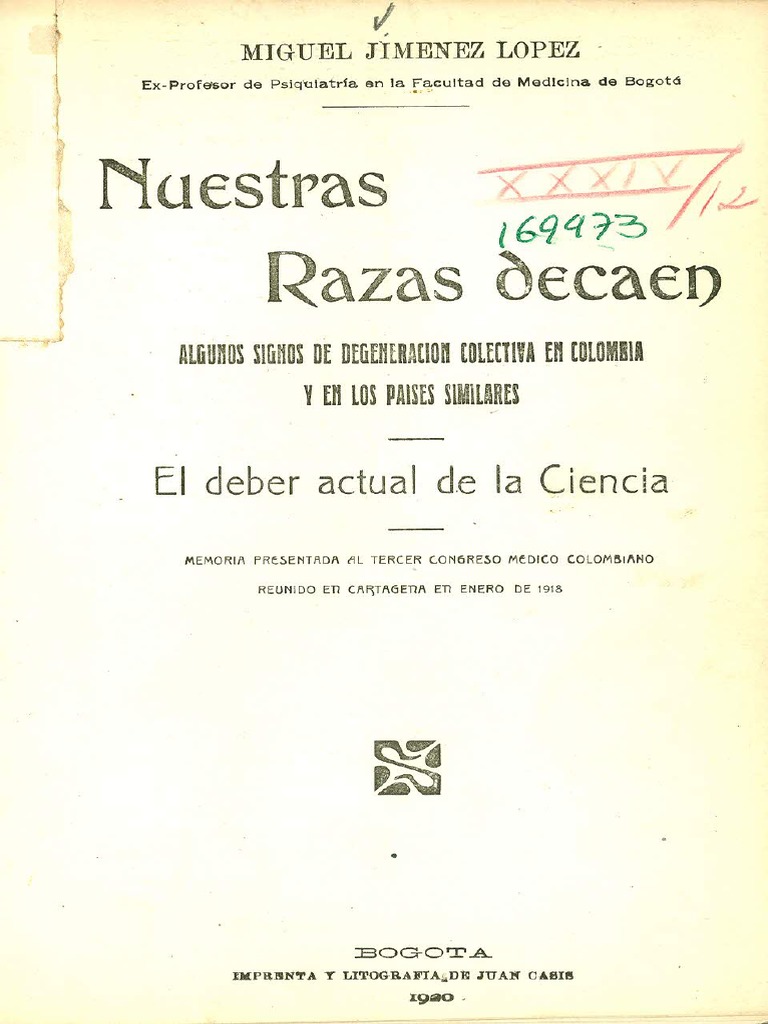 MIGUEL JIMENEZ LOPEZ
Ex-Profesor de Psiquiatría en la Facultad de Medicina de Bogotá
Nuestras
XXXIV/12
169973
Razas decaen
ALGUNOS SIGNOS DE DEGENERACION COLECTIVA EN COLOMBIA
Y EN LOS PAISES SIMILARES
El deber actual de la Ciencia
MEMORIA PRESENTADA AL TERCER CONGRESO MEDICO COLOMBIANO
REUNIDO EN CARTAGENA EN ENERO DE 1918
BOGOTA
IMPRENTA Y LITOGRAFIA DE JUAN CASIS
1920